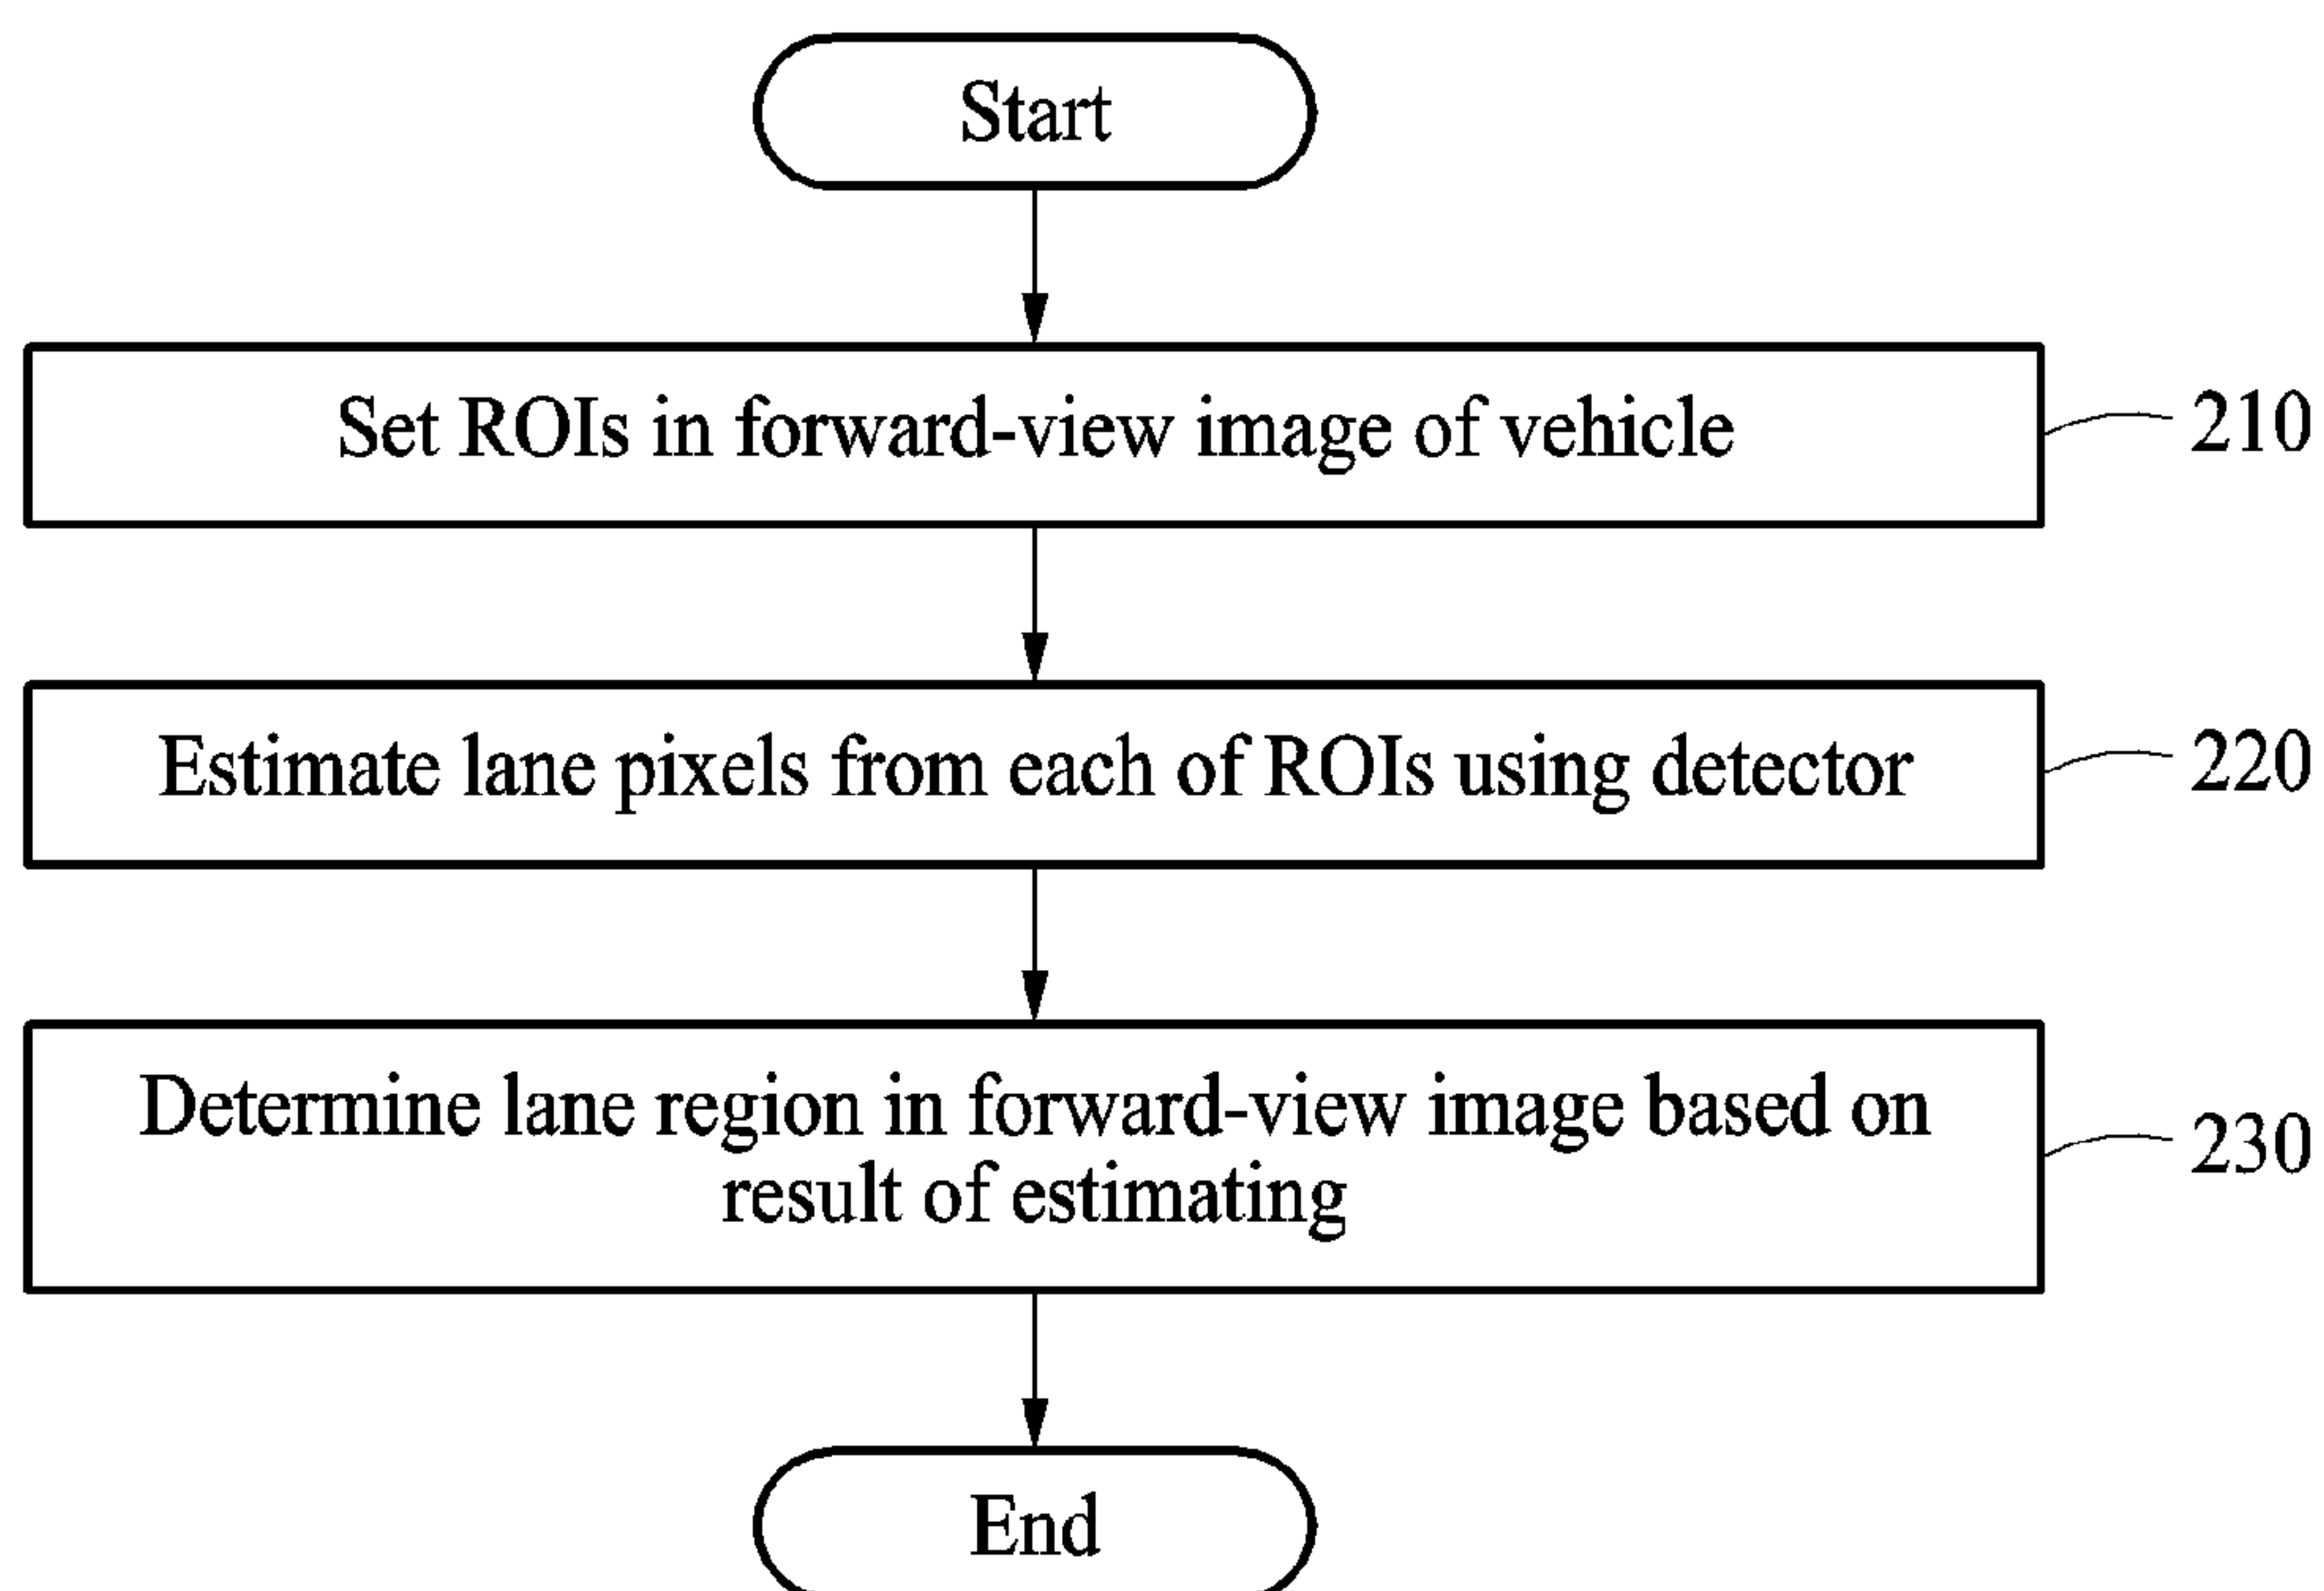 Start
Set ROIs in forward-view image of vehicle
210
Estimate lane pixels from each of ROIs using detector
220
Determine lane region in forward-view image based on
result of estimating
230
End